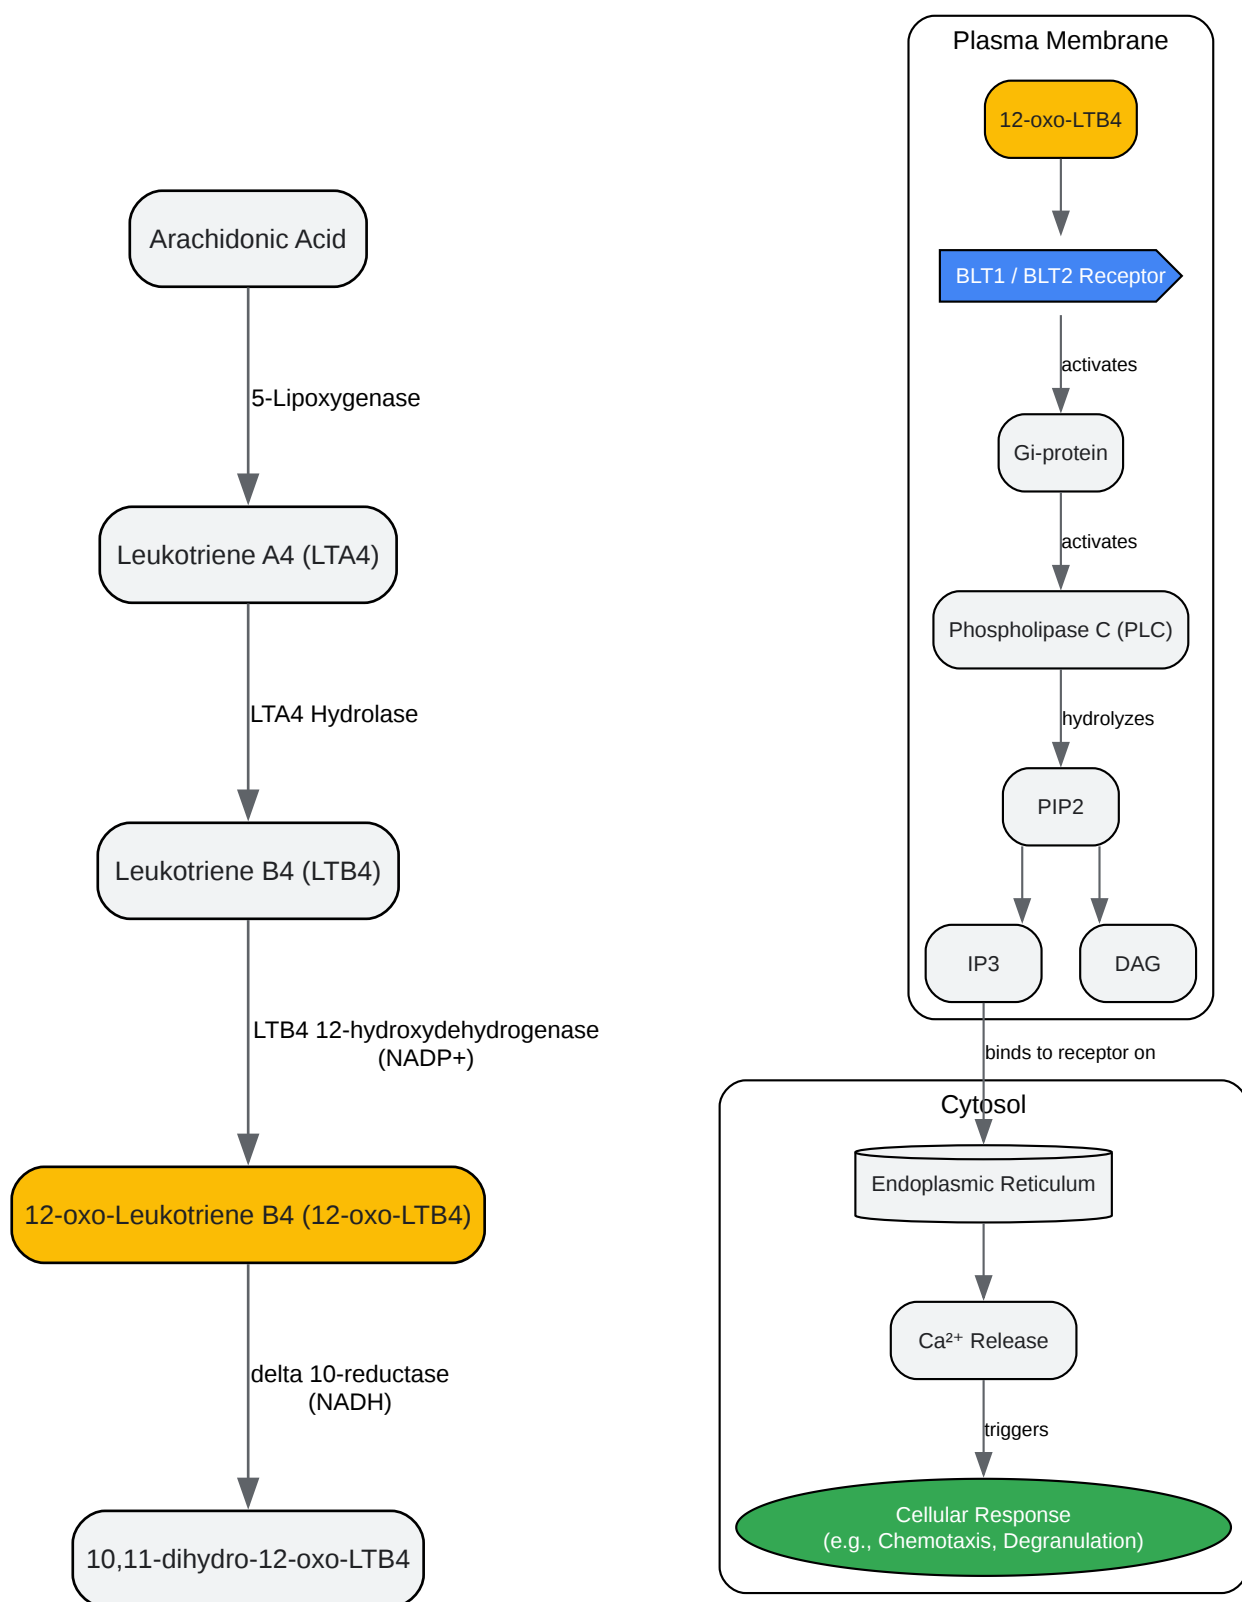 Arachidonic Acid
5-Lipoxygenase
Leukotriene A4 (LTA4)
LTA4 Hydrolase
Leukotriene B4 (LTB4)
LTB4 12-hydroxydehydrogenase
(NADP+)
12-oxo-Leukotriene B4 (12-oxo-LTB4)
delta 10-reductase
(NADH)
10,11-dihydro-12-oxo-LTB4
Plasma Membrane
12-oxo-LTB4
BLT1 / BLT2 Receptor
activates
Gi-protein
activates
Phospholipase C (PLC)
hydrolyzes
PIP2
IP3
DAG
binds to receptor on
Cytosol
Endoplasmic Reticulum
Ca²⁺ Release
triggers
Cellular Response
(e.g., Chemotaxis, Degranulation)